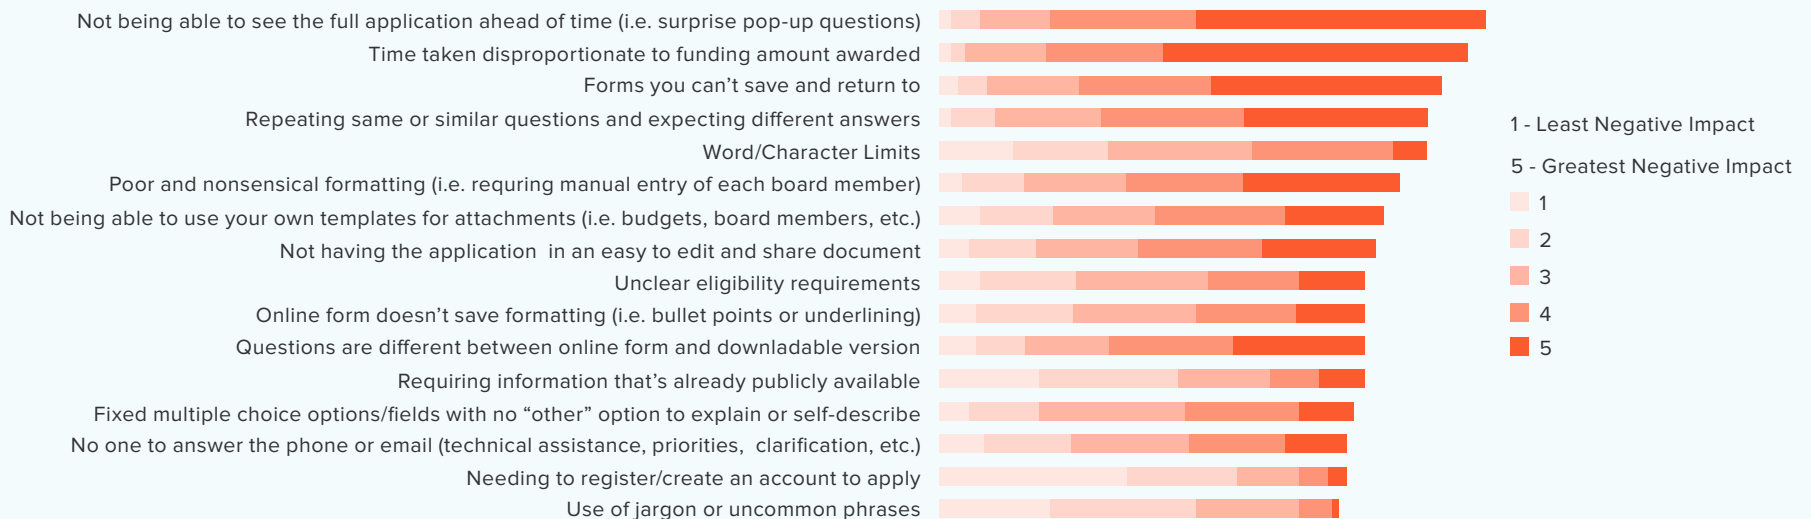 Not being able to see the full application ahead of time (i.e. surprise pop-up questions)
Time taken disproportionate to funding amount awarded
Forms you can’t save and return to
Repeating same or similar questions and expecting different answers
Word/Character Limits
Poor and nonsensical formatting (i.e. requring manual entry of each board member)
Not being able to use your own templates for attachments (i.e. budgets, board members, etc.)
Not having the application  in an easy to edit and share document
Unclear eligibility requirements
Online form doesn’t save formatting (i.e. bullet points or underlining)
Questions are different between online form and downladable version
Requiring information that’s already publicly available
Fixed multiple choice options/fields with no “other” option to explain or self-describe
No one to answer the phone or email (technical assistance, priorities,  clarification, etc.)
Needing to register/create an account to apply
Use of jargon or uncommon phrases
1 - Least Negative Impact
5 - Greatest Negative Impact
1
2
3
4
5